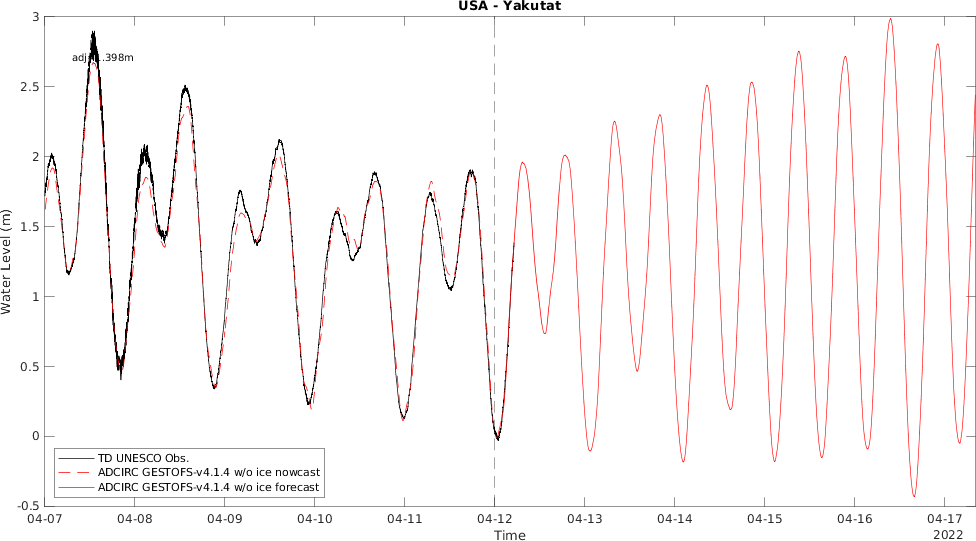 USA - Yakutat
3
2.5
2
1.5
1
0.5
0
-0.5
Water Level (m)
.398m
TD UNESCO Obs.
ADCIRC GESTOFS-v4.1.4 w/o ice nowcast
ADCIRC GESTOFS-v4.1.4 w/o ice forecast
04-07 04-08 04-09 04-10 04-11 04-12 04-13 04-14 04-15 04-16 04-17
Time
2022